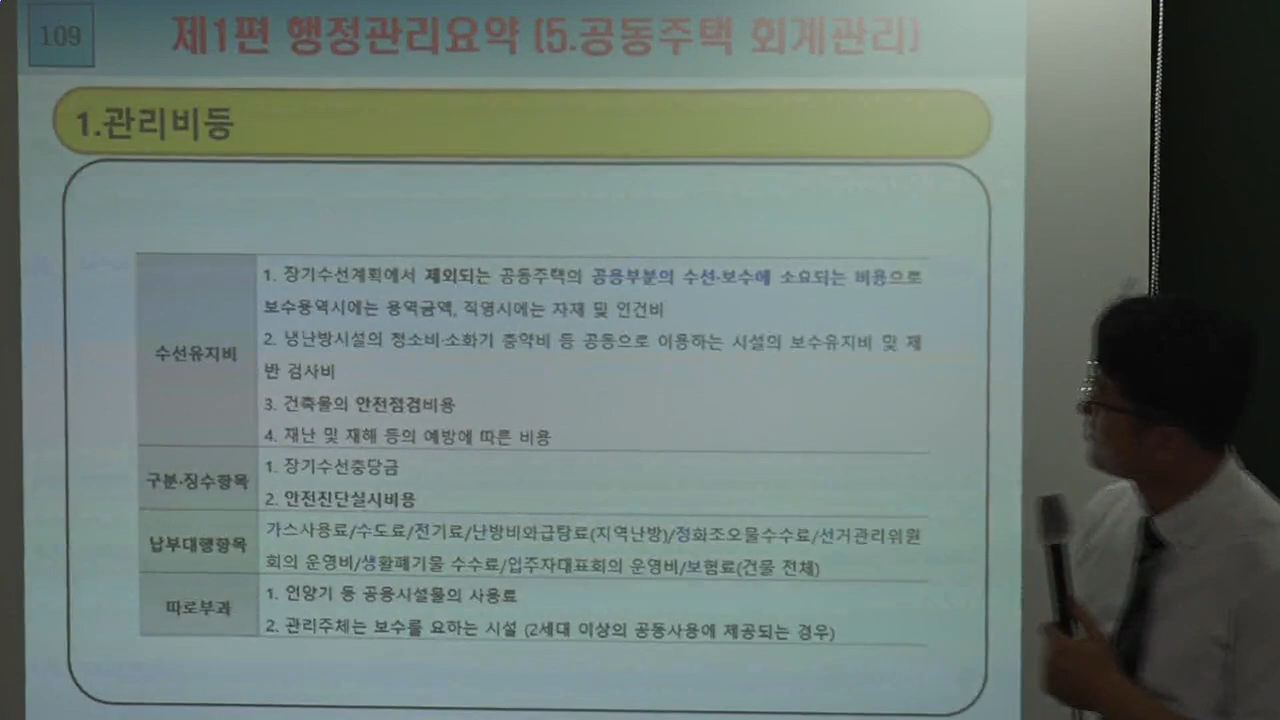 109
제1편 행정관리요약 (5.공동주택 회계관리)
1.관리비등
수선유지비
1. 장기수선계획에서 제외되는 공동주택의 공용부분의 수선·보수에 소요되는 비용으로
보수용역시에는 용역금액, 직영시에는 자재 및 인건비
2. 냉난방시설의 청소비·소화기 충약비 등 공동으로 이용하는 시설의 보수유지비 및 제
반 검사비
3. 건축물의 안전점검비용
4. 재난 및 재해 등의 예방에 따른 비용
구분·징수항목
1. 장기수선충당금
2. 안전진단실시비용
납부대행항목
가스사용료/수도료/전기료/난방비와급탕료(지역난방)/정화조오물수수료/선거관리위원
회의 운영비/생활폐기물 수수료/입주자대표회의 운영비/보험료(건물 전체)
따로부과
1. 인양기 등 공용시설물의 사용료
2. 관리주체는 보수를 요하는 시설 (2세대 이상의 공동사용에 제공되는 경우)